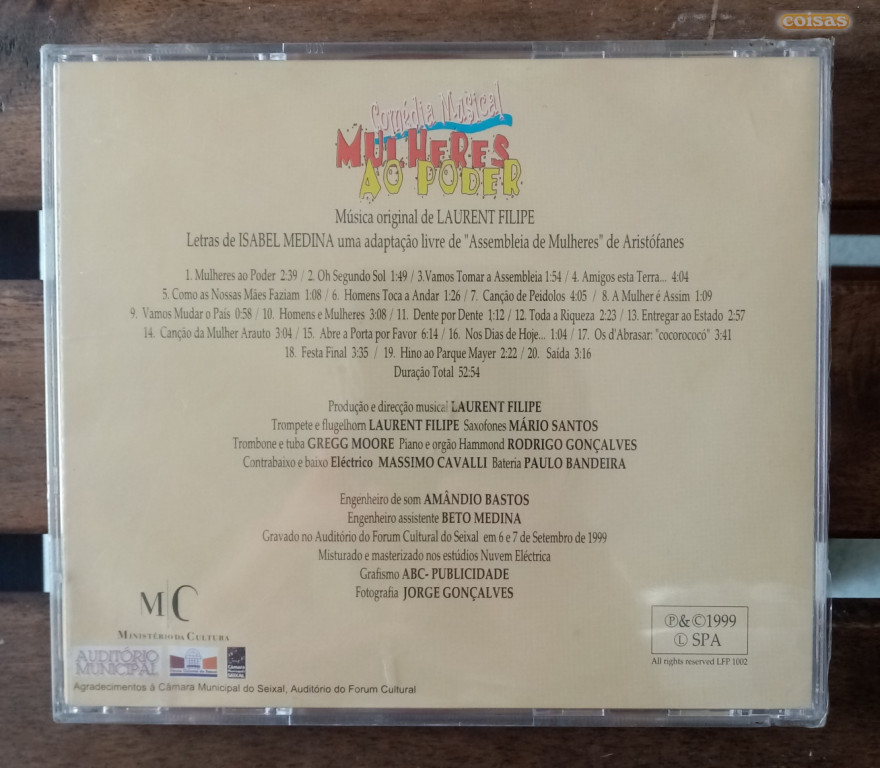 coisas
Comédia Musical
MULHERES
AO PODER
Música original de LAURENT FILIPE
Letras de ISABEL MEDINA uma adaptação livre de "Assembleia de Mulheres" de Aristófanes
1. Mulheres ao Poder 2:39 / 2. Oh Segundo Sol 1:49 / 3.Vamos Tomar a Assembleia 1:54 / 4. Amigos esta Terra... 4:04
5. Como as Nossas Mães Faziam 1:08 / 6. Homens Toca a Andar 1:26 / 7. Canção de Peidolos 4:05 / 8. A Mulher é Assim 1:09
9. Vamos Mudar o País 0:58 / 10. Homens e Mulheres 3:08 / 11. Dente por Dente 1:12 / 12. Toda a Riqueza 2:23 / 13. Entregar ao Estado 2:57
14. Canção da Mulher Arauto 3:04 / 15. Abre a Porta por Favor 6:14 / 16. Nos Dias de Hoje... 1:04 / 17. Os d'Abrasar: "cocorococó" 3:41
18. Festa Final 3:35 / 19. Hino ao Parque Mayer 2:22 / 20. Saída 3:16
Duração Total 52:54
Produção e direcção musical LAURENT FILIPE
Trompete e flugelhorn LAURENT FILIPE Saxofones MÁRIO SANTOS
Trombone e tuba GREGG MOORE Piano e orgão Hammond RODRIGO GONÇALVES
Contrabaixo e baixo Eléctrico MASSIMO CAVALLI Bateria PAULO BANDEIRA
Engenheiro de som AMÂNDIO BASTOS
Engenheiro assistente BETO MEDINA
Gravado no Auditório do Forum Cultural do Seixal em 6 e 7 de Setembro de 1999
Misturado e masterizado nos estúdios Nuvem Eléctrica
Grafismo ABC- PUBLICIDADE
Fotografia JORGE GONÇALVES
M|C
MINISTÉRIO DA CULTURA
AUDITÓRIO
MUNICIPAL
Câmara
Municipal
SEIXAL
Agradecimentos à Câmara Municipal do Seixal, Auditório do Forum Cultural
Ⓟ&©1999
Ⓛ SPA
All rights reserved LFP 1002